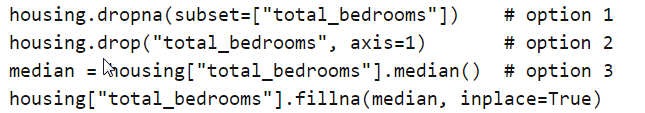 housing.dropna(subset=["total_bedrooms"])    # option 1
housing.drop("total_bedrooms", axis=1)       # option 2
median = housing["total_bedrooms"].median()  # option 3
housing["total_bedrooms"].fillna(median, inplace=True)